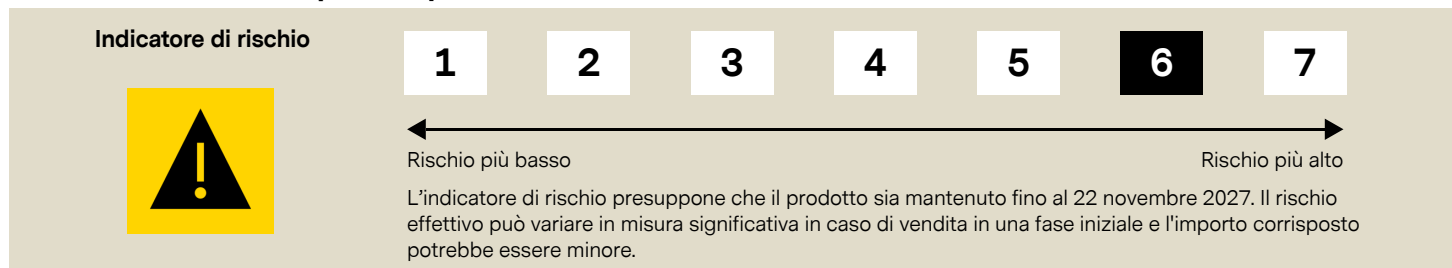 Indicatore di rischio
1 2 3 4 5 6 7
Rischio più basso Rischio più alto
L’indicatore di rischio presuppone che il prodotto sia mantenuto fino al 22 novembre 2027. Il rischio
effettivo può variare in misura significativa in caso di vendita in una fase iniziale e l'importo corrisposto
potrebbe essere minore.